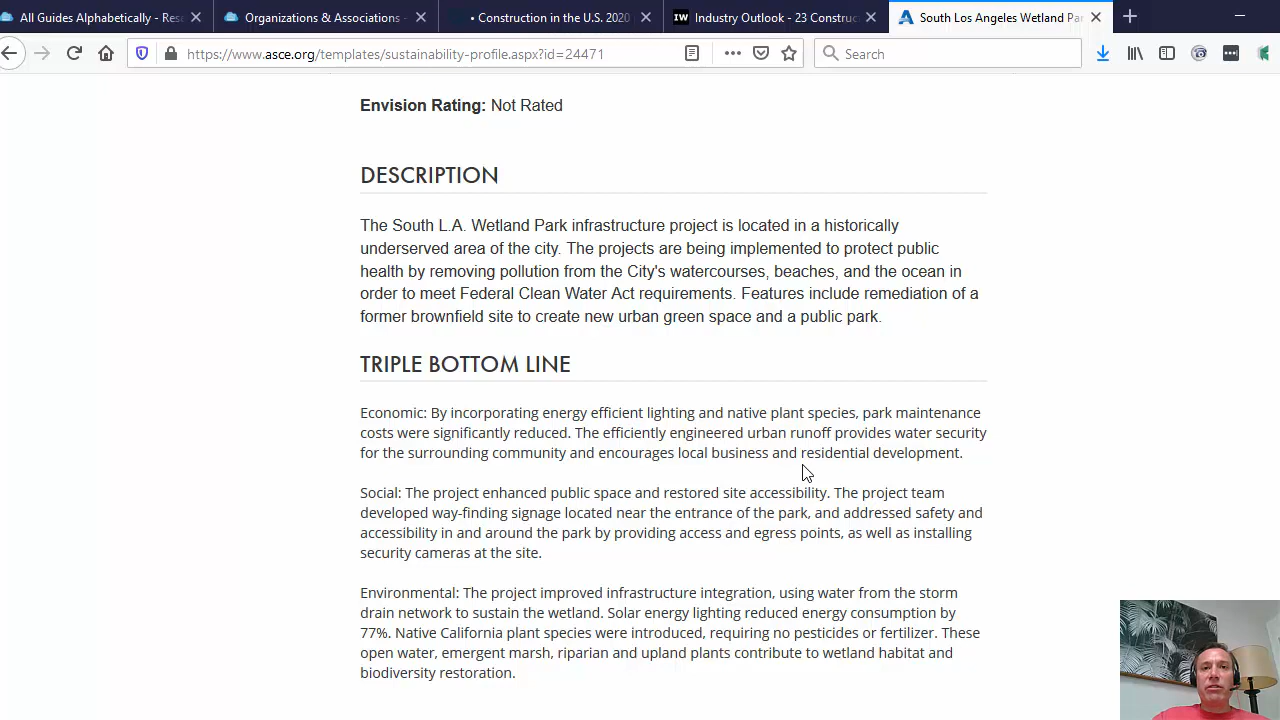 All Guides Alphabetically - Rese
Organizations & Associations -
• Construction in the U.S. 2020
IW Industry Outlook - 23 Construc
South Los Angeles Wetland Par
https://www.asce.org/templates/sustainability-profile.aspx?id=24471
Search
Envision Rating: Not Rated
DESCRIPTION
The South L.A. Wetland Park infrastructure project is located in a historically
underserved area of the city. The projects are being implemented to protect public
health by removing pollution from the City's watercourses, beaches, and the ocean in
order to meet Federal Clean Water Act requirements. Features include remediation of a
former brownfield site to create new urban green space and a public park.
TRIPLE BOTTOM LINE
Economic: By incorporating energy efficient lighting and native plant species, park maintenance
costs were significantly reduced. The efficiently engineered urban runoff provides water security
for the surrounding community and encourages local business and residential development.
Social: The project enhanced public space and restored site accessibility. The project team
developed way-finding signage located near the entrance of the park, and addressed safety and
accessibility in and around the park by providing access and egress points, as well as installing
security cameras at the site.
Environmental: The project improved infrastructure integration, using water from the storm
drain network to sustain the wetland. Solar energy lighting reduced energy consumption by
77%. Native California plant species were introduced, requiring no pesticides or fertilizer. These
open water, emergent marsh, riparian and upland plants contribute to wetland habitat and
biodiversity restoration.